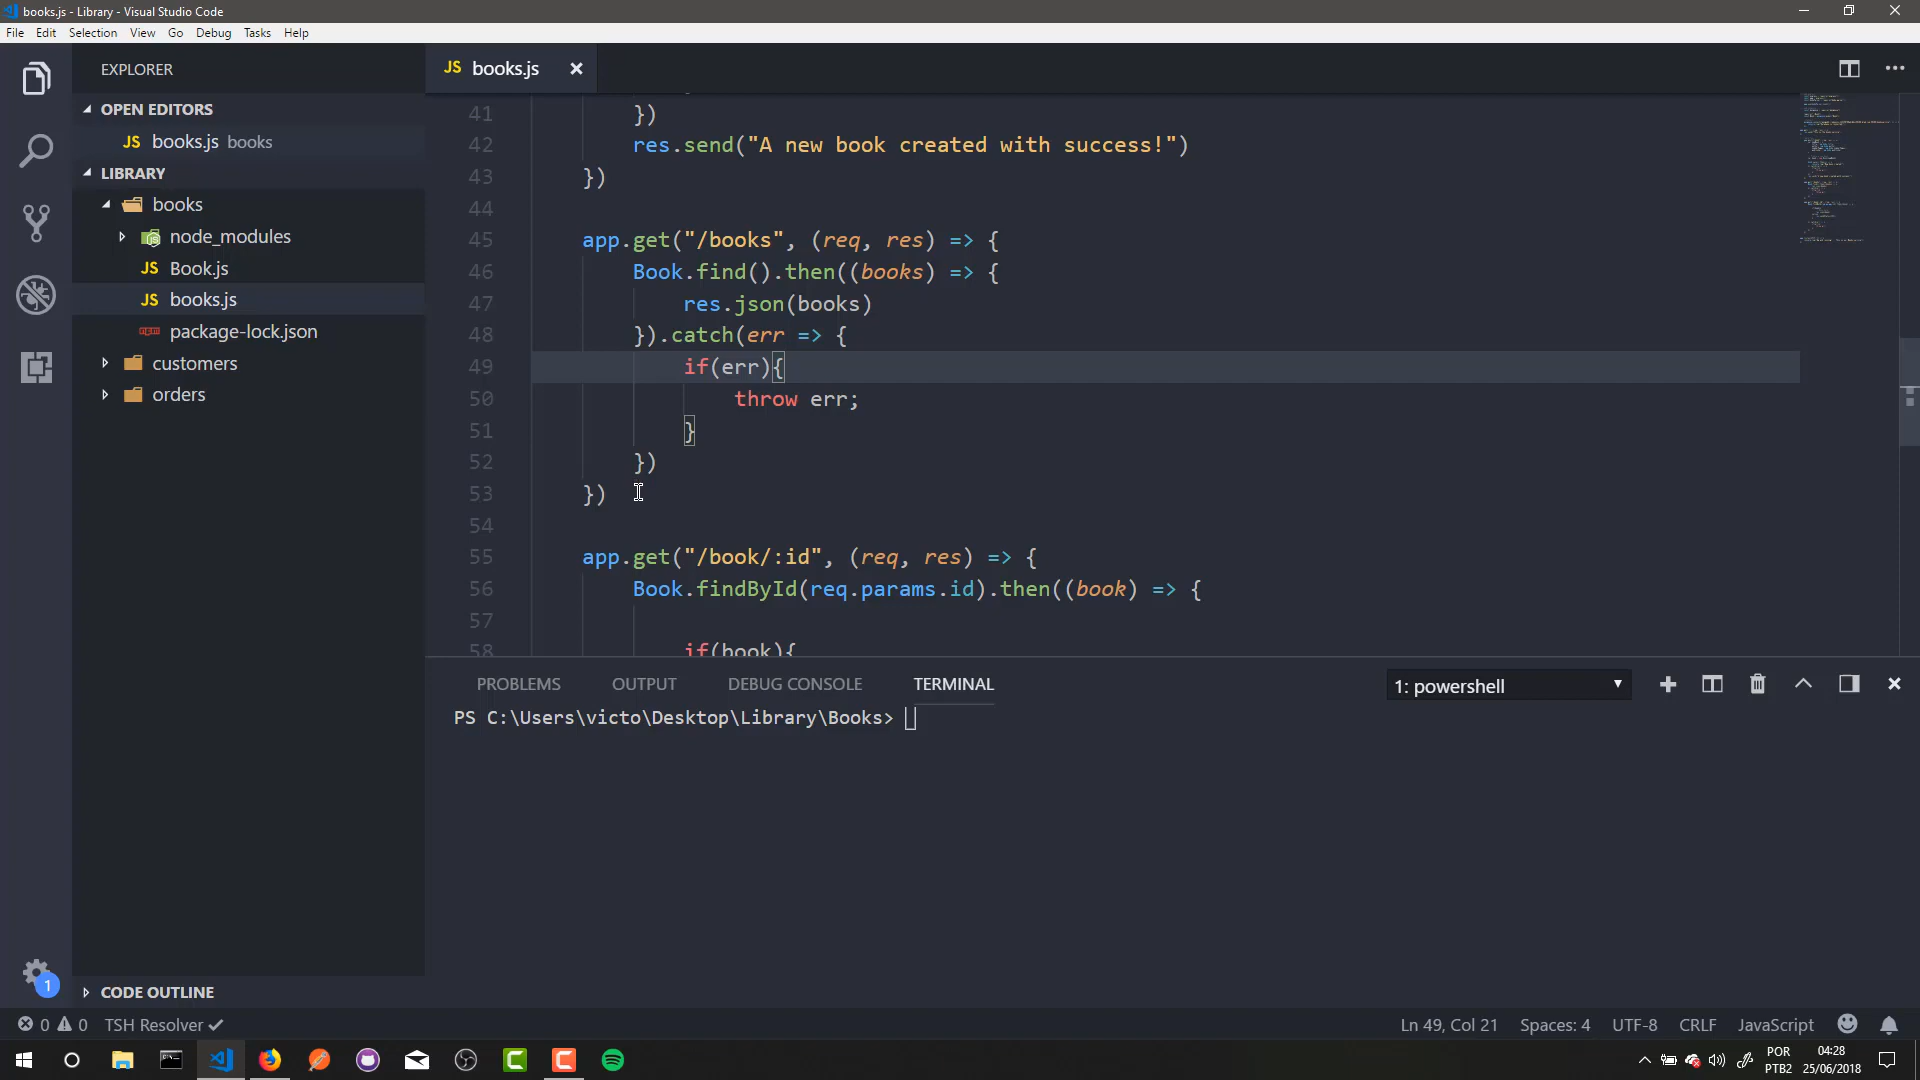 books.js - Library - Visual Studio Code
File Edit Selection View Go Debug Tasks Help
EXPLORER
OPEN EDITORS
JS books.js books
LIBRARY
books
node_modules
JS Book.js
JS books.js
package-lock.json
customers
orders
CODE OUTLINE
JS books.js
41 })
42 res.send("A new book created with success!")
43 })
44
45 app.get("/books", (req, res) => {
46 Book.find().then((books) => {
47 res.json(books)
48 }).catch(err => {
49 if(err){
50 throw err;
51 }
52 })
53 })
54
55 app.get("/book/:id", (req, res) => {
56 Book.findById(req.params.id).then((book) => {
57
58 if(book){
PROBLEMS OUTPUT DEBUG CONSOLE TERMINAL 1: powershell
PS C:\Users\victo\Desktop\Library\Books>
1
0 0 TSH Resolver Ln 49, Col 21 Spaces: 4 UTF-8 CRLF JavaScript
POR
PTB2
04:28
25/06/2018